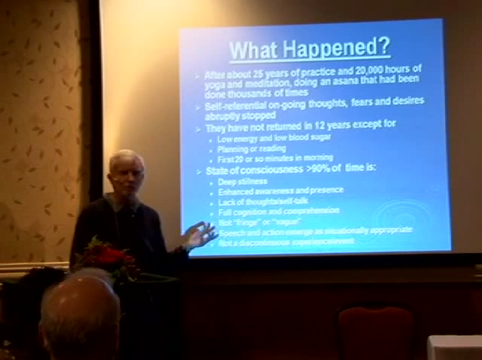 What Happened?
After about 25 years of practice and 20,000 hours of
yoga and meditation, doing an asana that had been
done thousands of times
Self-referential on-going thoughts, fears and desires
abruptly stopped
They have not returned in 12 years except for
Low energy and low blood sugar
Planning or reading
First 20 or so minutes in morning
State of consciousness >90% of time is:
Deep stillness
Enhanced awareness and presence
Lack of thoughts/self-talk
Full cognition and comprehension
Not "fringe" or "vague"
Speech and action emerge as situationally appropriate
Not a discontinuous